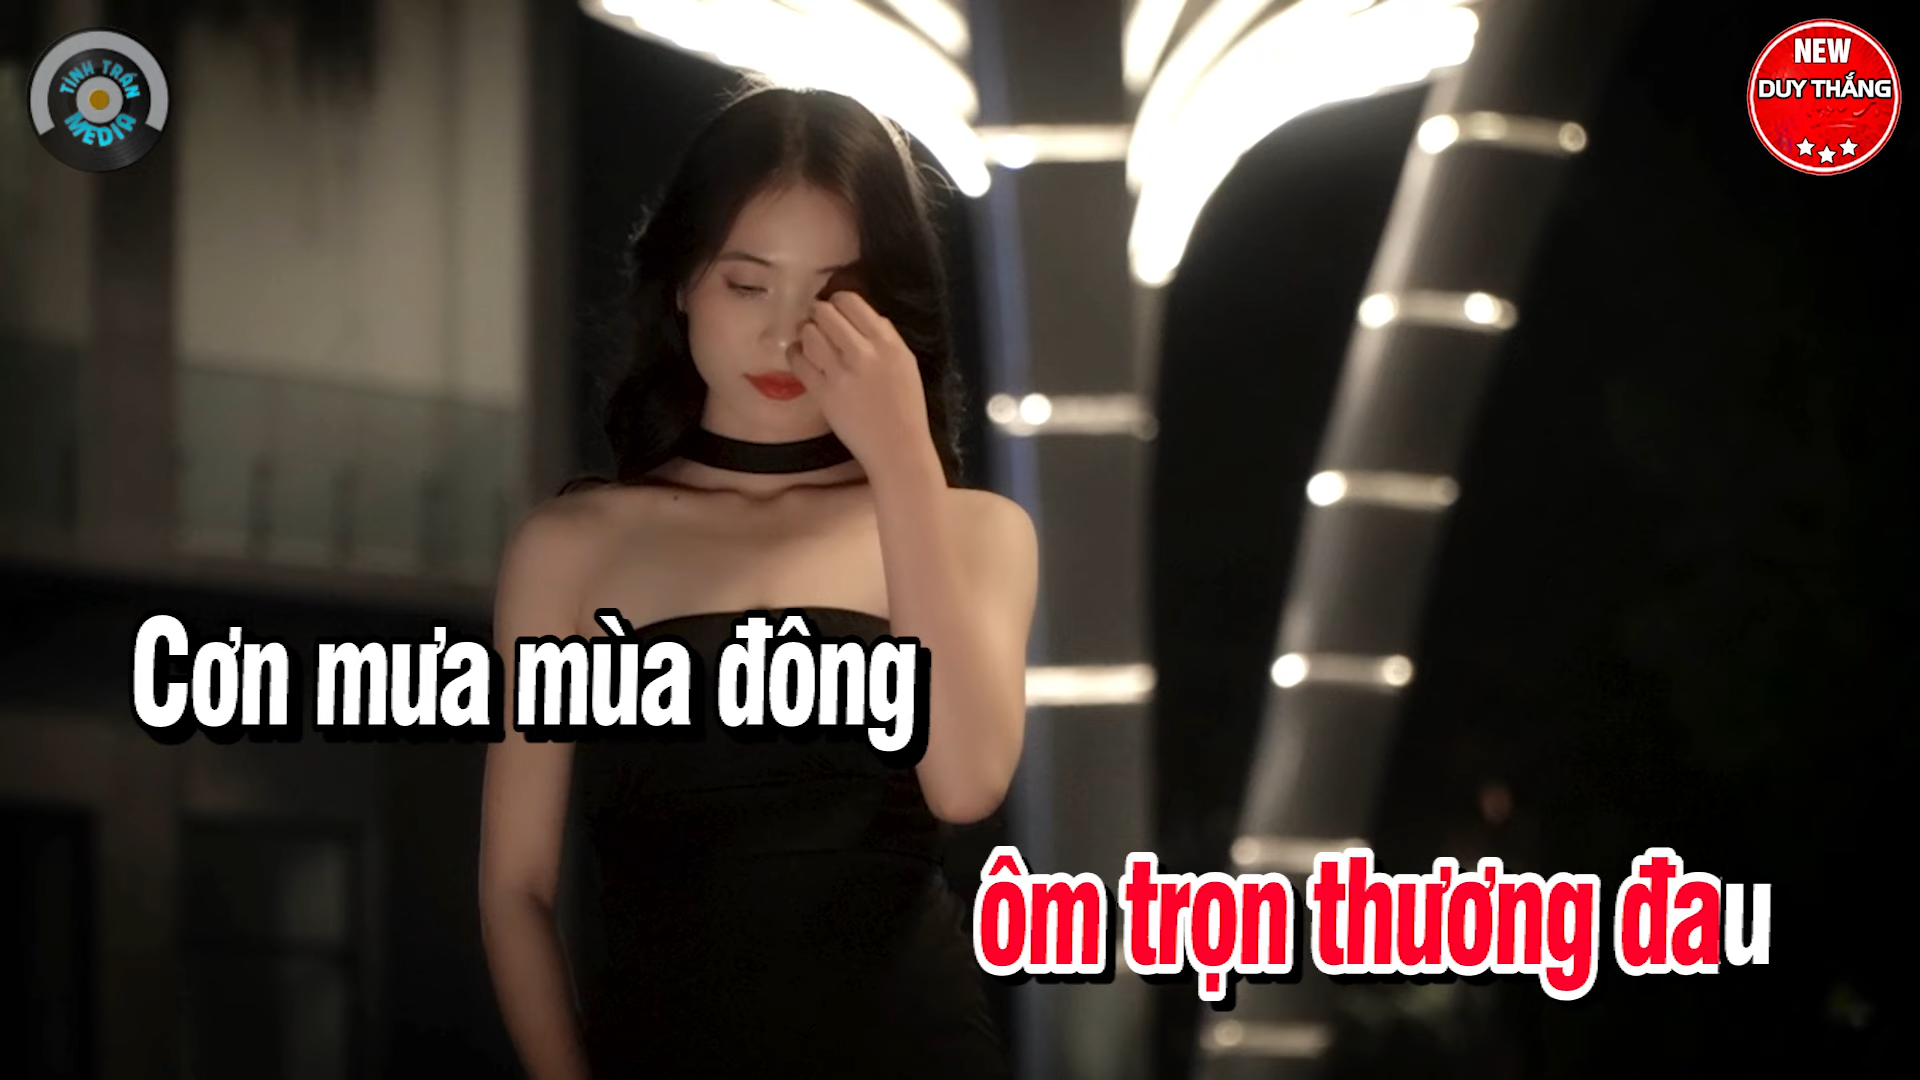 TÌNH TRẦN
MEDIA
NEW
DUY THẮNG
Cơn mưa mùa đông
ôm trọn thương đau